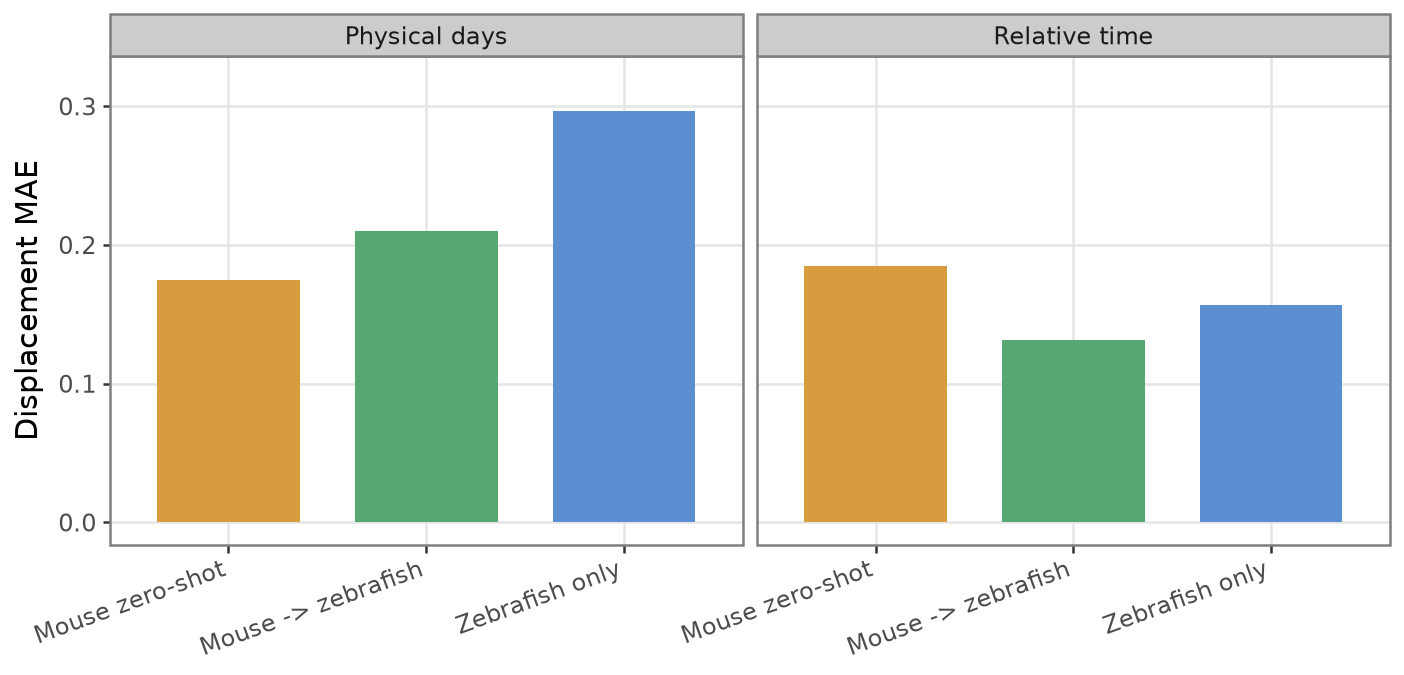 Physical days
Relative time
Displacement MAE
0.3
0.2
0.1
0.0
Mouse zero-shot
Mouse -> zebrafish
Zebrafish only
Mouse zero-shot
Mouse -> zebrafish
Zebrafish only